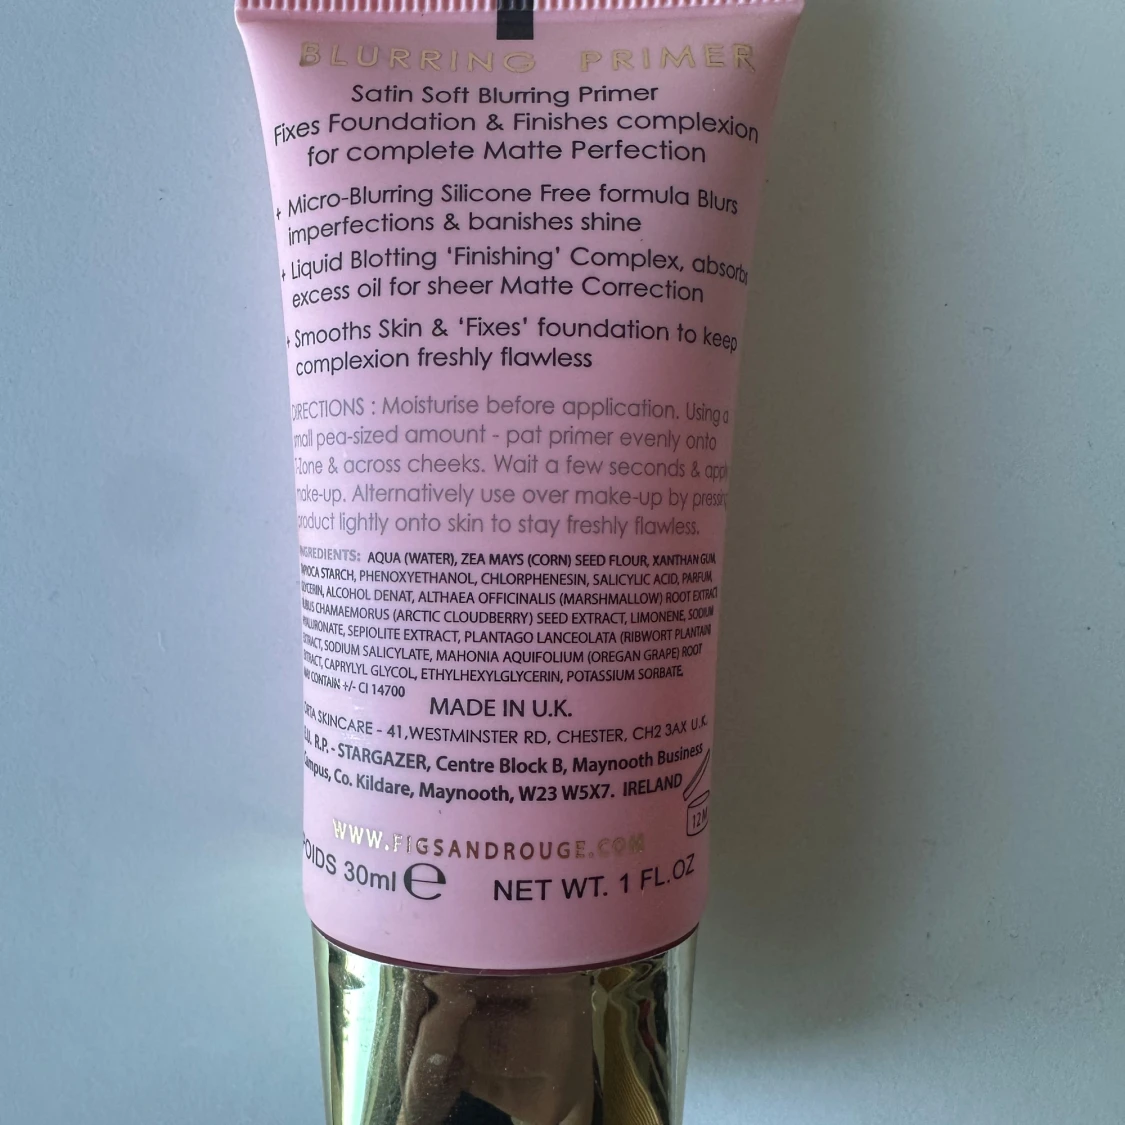 BLURRING PRIMER
Satin Soft Blurring Primer
Fixes Foundation & Finishes complexion
for complete Matte Perfection
+ Micro-Blurring Silicone Free formula Blurs
imperfections & banishes shine
+ Liquid Blotting 'Finishing' Complex, absorbs
excess oil for sheer Matte Correction
+ Smooths Skin & 'Fixes' foundation to keep
complexion freshly flawless
DIRECTIONS : Moisturise before application. Using a
mall pea-sized amount - pat primer evenly onto
-Zone & across cheeks. Wait a few seconds & appl
make-up. Alternatively use over make-up by pressing
product lightly onto skin to stay freshly flawless.
INGREDIENTS: AQUA (WATER), ZEA MAYS (CORN) SEED FLOUR, XANTHAN GUM,
TAPIOCA STARCH, PHENOXYETHANOL, CHLORPHENESIN, SALICYLIC ACID, PARFUM,
GLYCERIN, ALCOHOL DENAT, ALTHAEA OFFICINALIS (MARSHMALLOW) ROOT EXTRACT
RUBUS CHAMAEMORUS (ARCTIC CLOUDBERRY) SEED EXTRACT, LIMONENE, SODIUM
HYALURONATE, SEPIOLITE EXTRACT, PLANTAGO LANCEOLATA (RIBWORT PLANTAIN)
EXTRACT, SODIUM SALICYLATE, MAHONIA AQUIFOLIUM (OREGAN GRAPE) ROOT
EXTRACT, CAPRYLYL GLYCOL, ETHYLHEXYLGLYCERIN, POTASSIUM SORBATE.
MAY CONTAIN +/- CI 14700
MADE IN U.K.
SKINCARE - 41,WESTMINSTER RD, CHESTER, CH2 3AX U.K.
E.U. R.P. - STARGAZER, Centre Block B, Maynooth Business
Campus, Co. Kildare, Maynooth, W23 W5X7. IRELAND
12M
WWW.FIGSANDROUGE.COM
POIDS 30ml e NET WT. 1 FL.OZ